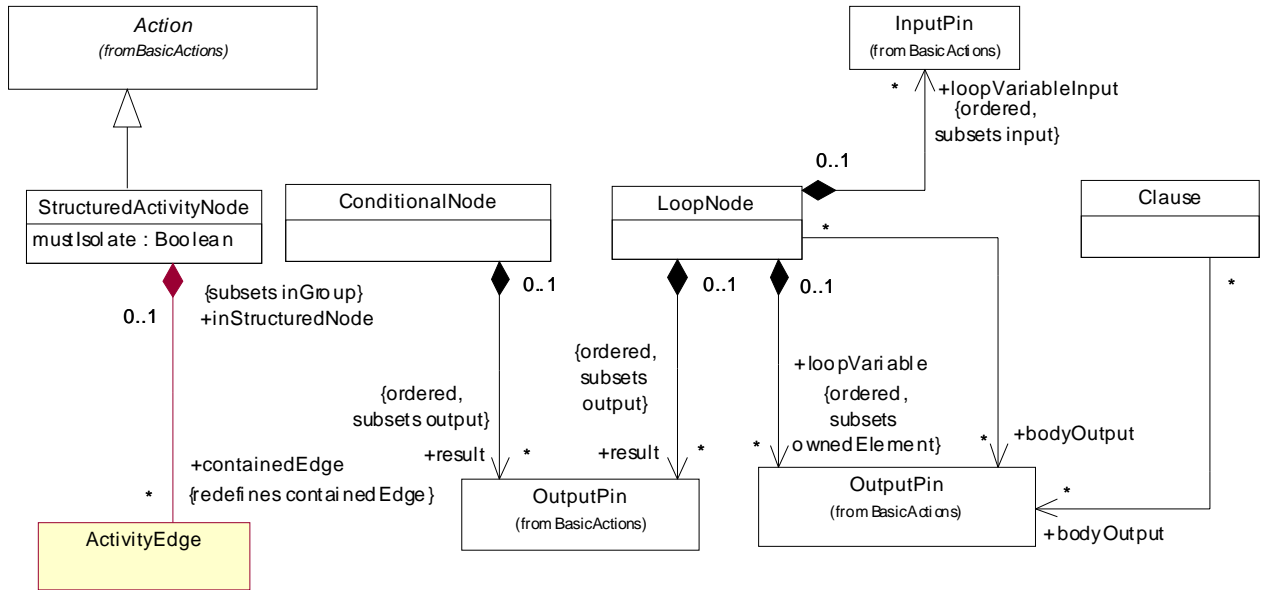 Action
(fromBasicActions)
InputPin
(from BasicActions)
*
+loopVariableInput
{ordered,
subsets input}
0..1
StructuredActivityNode
mustIsolate : Boolean
ConditionalNode
LoopNode
Clause
*
0..1
{subsets inGroup}
+inStructuredNode
0..1
0..1
0..1
*
{ordered,
subsets output}
+result
*
{ordered,
subsets
output}
+result
*
+loopVariable
{ordered,
subsets
ownedElement}
*
*
+bodyOutput
+containedEdge
{redefines containedEdge}
*
ActivityEdge
OutputPin
(from BasicActions)
OutputPin
(from BasicActions)
*
+bodyOutput